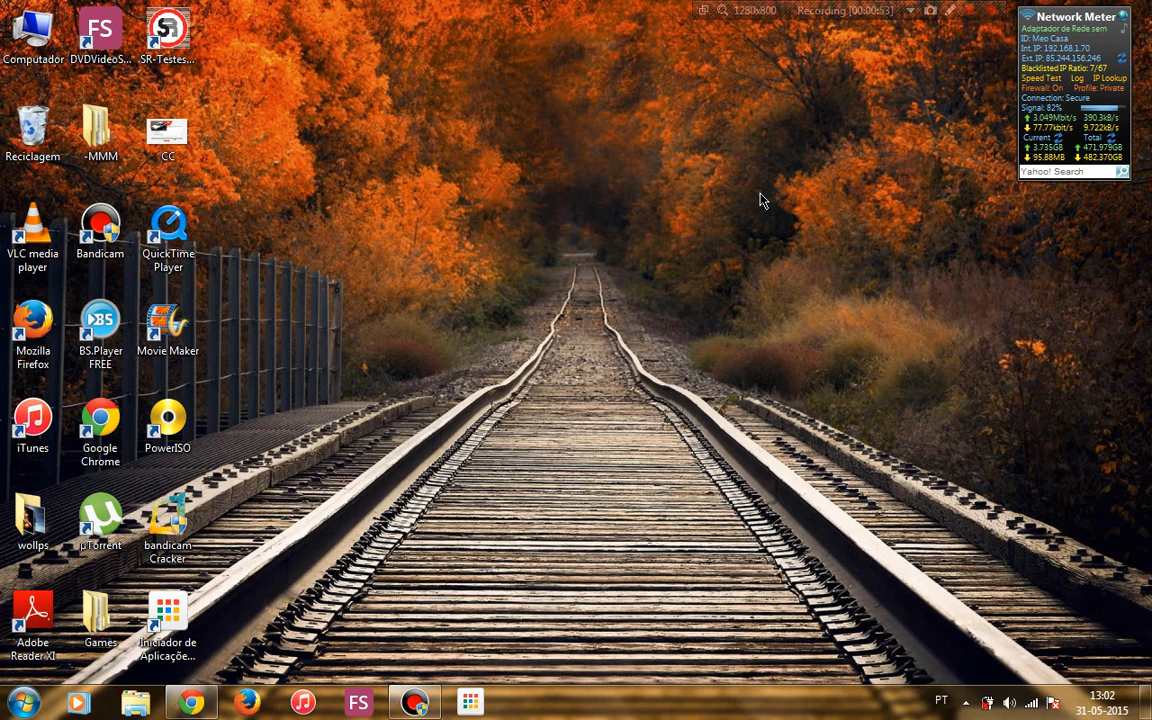 1280x800 Recording [00:00:53]
Network Meter
Adaptador de Rede sem
ID: Meo Casa
Int. IP: 192.168.1.70
Ext. IP: 85.244.156.246
Blacklisted IP Ratio: 7/67
Speed Test Log IP Lookup
Firewall: On Profile: Private
Connection: Secure
Signal: 82%
3.049Mbit/s 390.3kB/s
77.77kbit/s 9.722kB/s
Current Total
3.735GB 471.979GB
95.88MB 482.370GB
Yahoo! Search
FS
SR
Computador
DVDVideoS...
SR-Testes...
Reciclagem
-MMM
CC
VLC media
player
Bandicam
QuickTime
Player
BS
Mozilla
Firefox
BS.Player
FREE
Movie Maker
iTunes
Google
Chrome
PowerISO
wollps
µTorrent
bandicam
Cracker
Adobe
Reader XI
Games
Iniciador de
Aplicaçõe...
FS
PT
13:02
31-05-2015